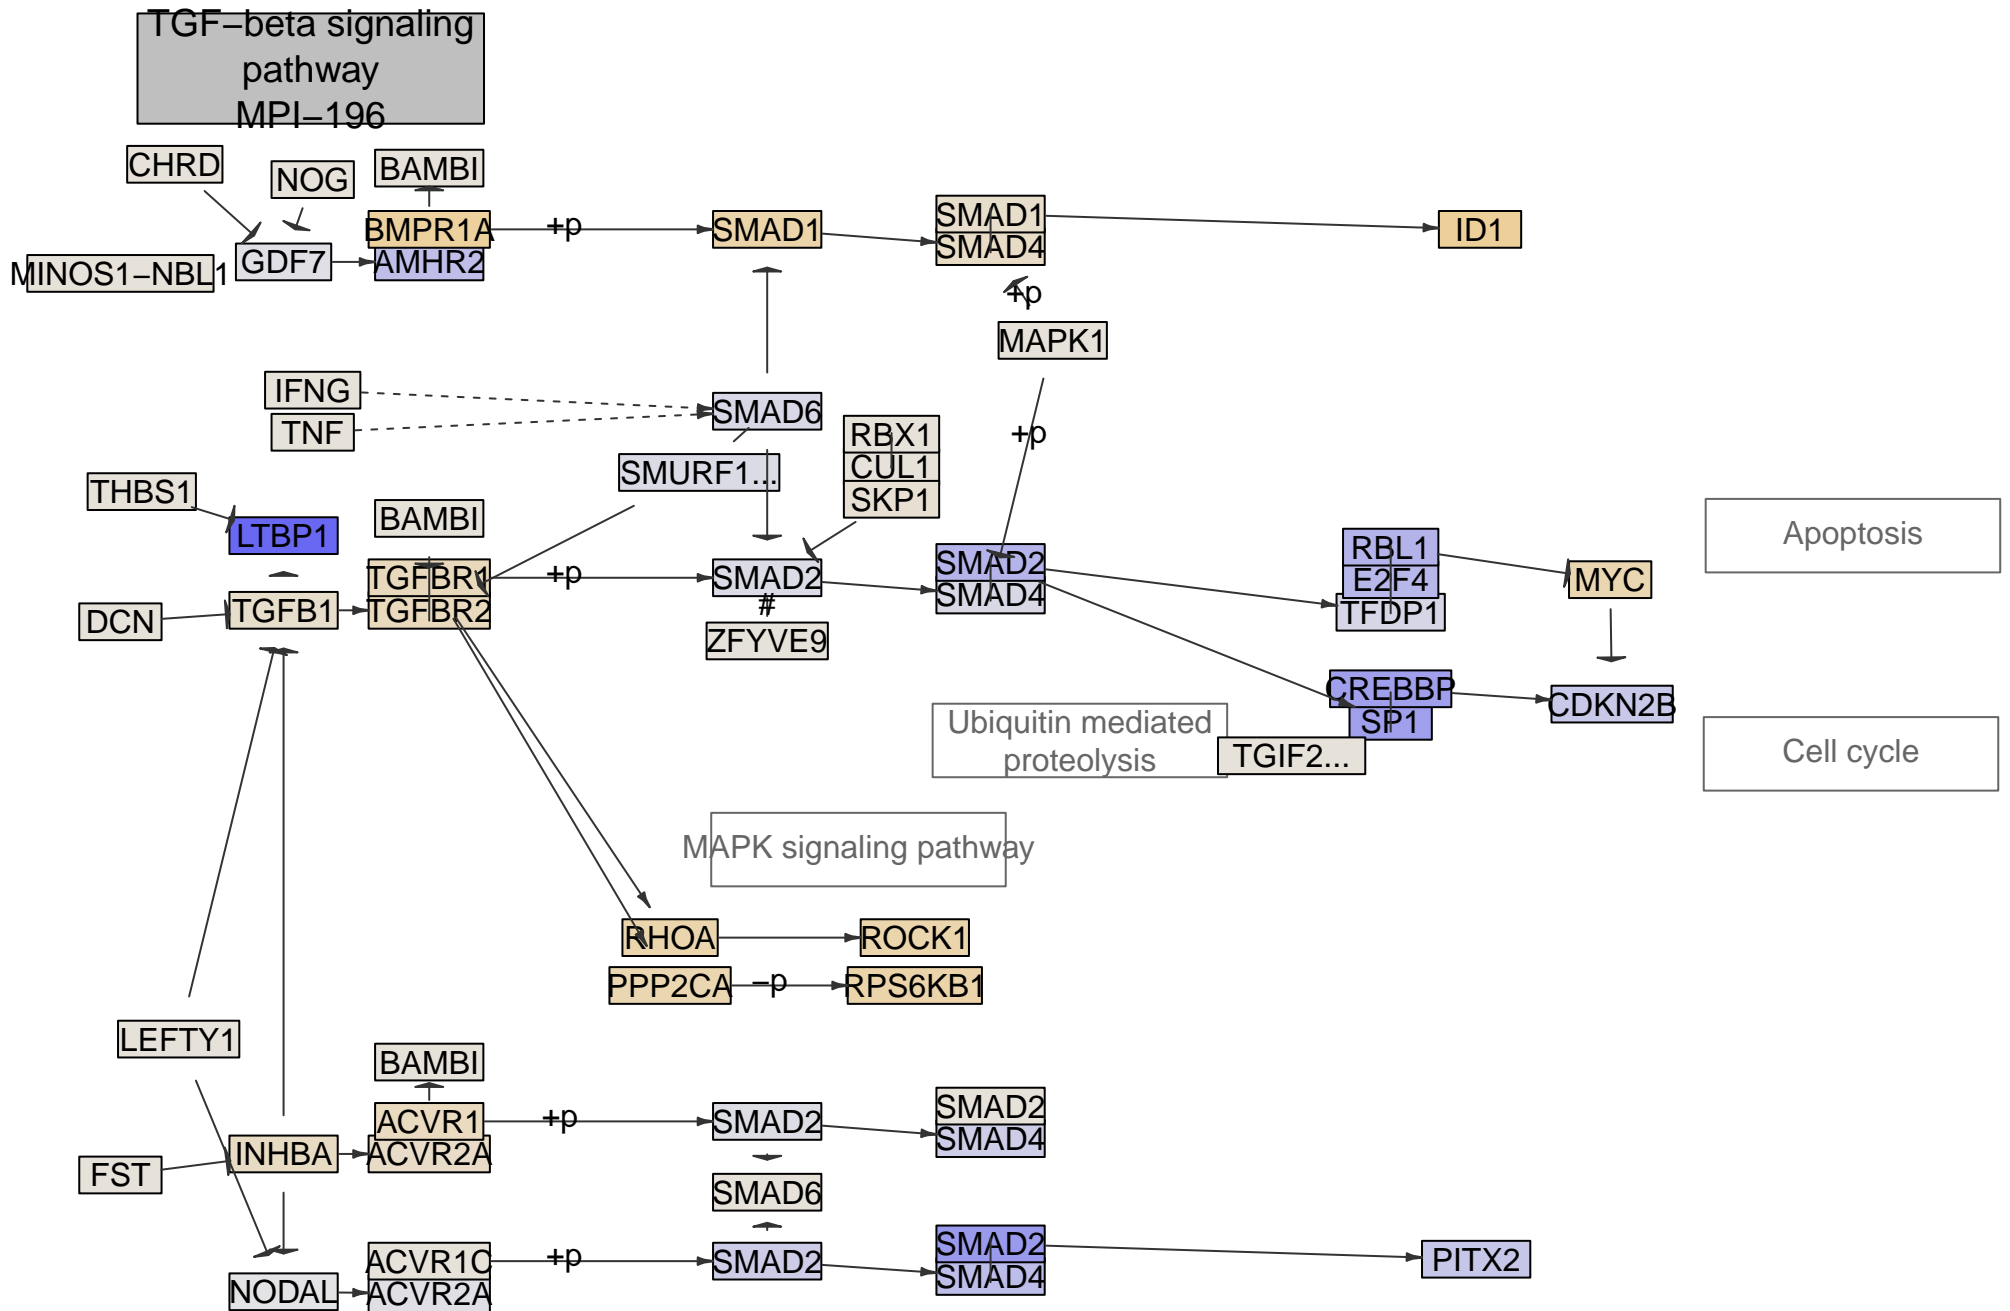 TGF−beta signaling
pathway
MPI−196
CHRD
NOG
BAMBI
BMPR1A
+p
SMAD1
SMAD1
SMAD4
ID1
MINOS1−NBL1
GDF7
AMHR2
+p
MAPK1
IFNG
TNF
SMAD6
RBX1
CUL1
SKP1
+p
SMURF1...
THBS1
LTBP1
BAMBI
TGFBR1
TGFBR2
+p
SMAD2
#
ZFYVE9
SMAD2
SMAD4
RBL1
E2F4
TFDP1
MYC
Apoptosis
DCN
TGFB1
CREBBP
SP1
TGIF2...
CDKN2B
Ubiquitin mediated
proteolysis
Cell cycle
MAPK signaling pathway
RHOA
ROCK1
PPP2CA
−p
RPS6KB1
LEFTY1
BAMBI
ACVR1
ACVR2A
+p
SMAD2
SMAD2
SMAD4
INHBA
FST
SMAD6
ACVR1C
ACVR2A
+p
SMAD2
SMAD2
SMAD4
PITX2
NODAL